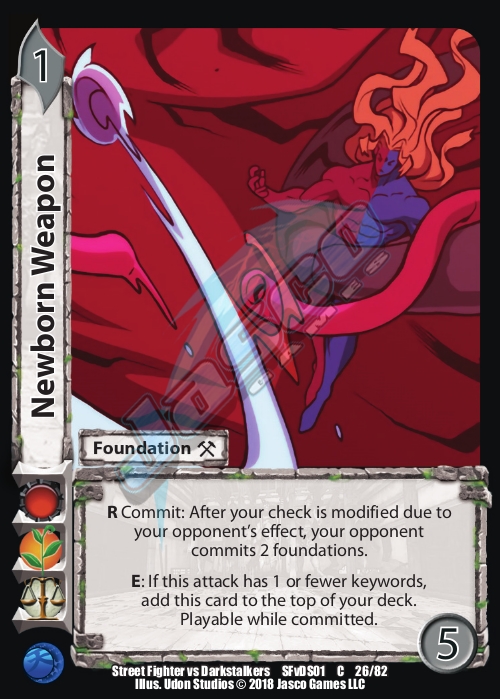 1
Newborn Weapon
Jasco
GAMES
Foundation
R Commit: After your check is modified due to
your opponent's effect, your opponent
commits 2 foundations.
E: If this attack has 1 or fewer keywords,
add this card to the top of your deck.
Playable while committed.
5
Street Fighter vs Darkstalkers SFvDS01 C 26/82
Illus. Udon Studios © 2018 Jasco Games LLC